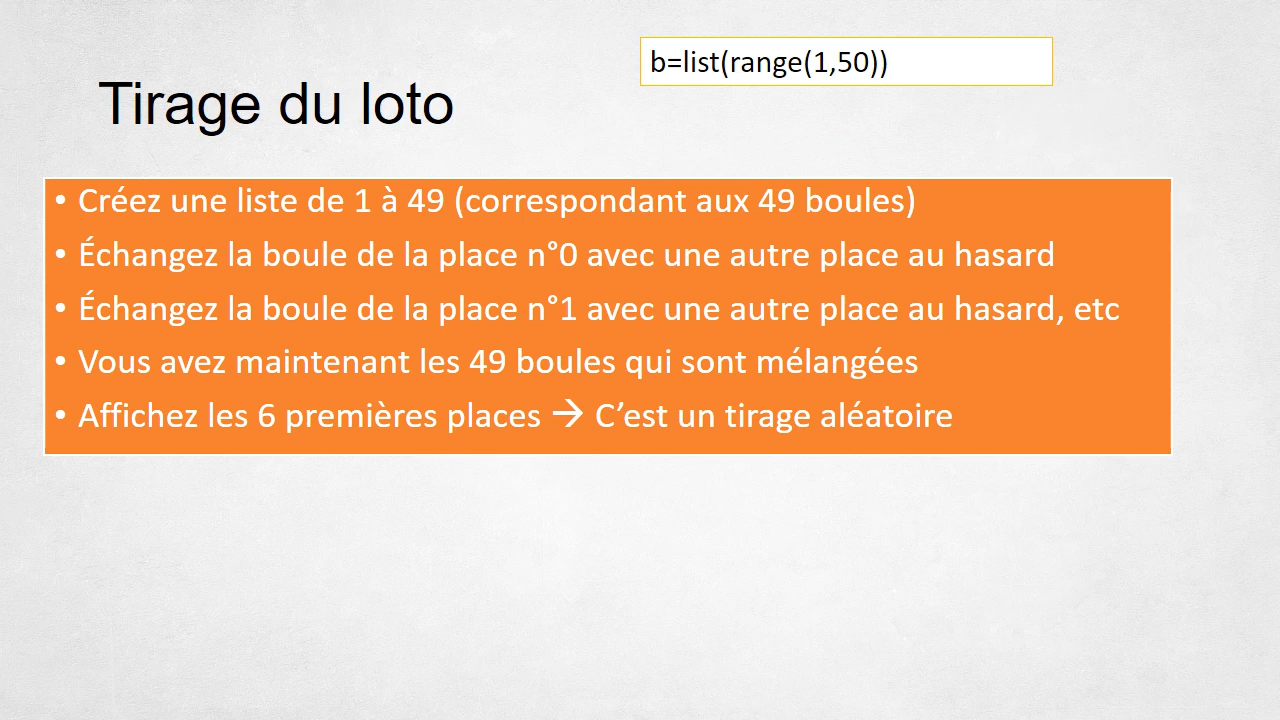 b=list(range(1,50))
Tirage du loto
• Créez une liste de 1 à 49 (correspondant aux 49 boules)
• Échangez la boule de la place n°0 avec une autre place au hasard
• Échangez la boule de la place n°1 avec une autre place au hasard, etc
• Vous avez maintenant les 49 boules qui sont mélangées
• Affichez les 6 premières places → C’est un tirage aléatoire